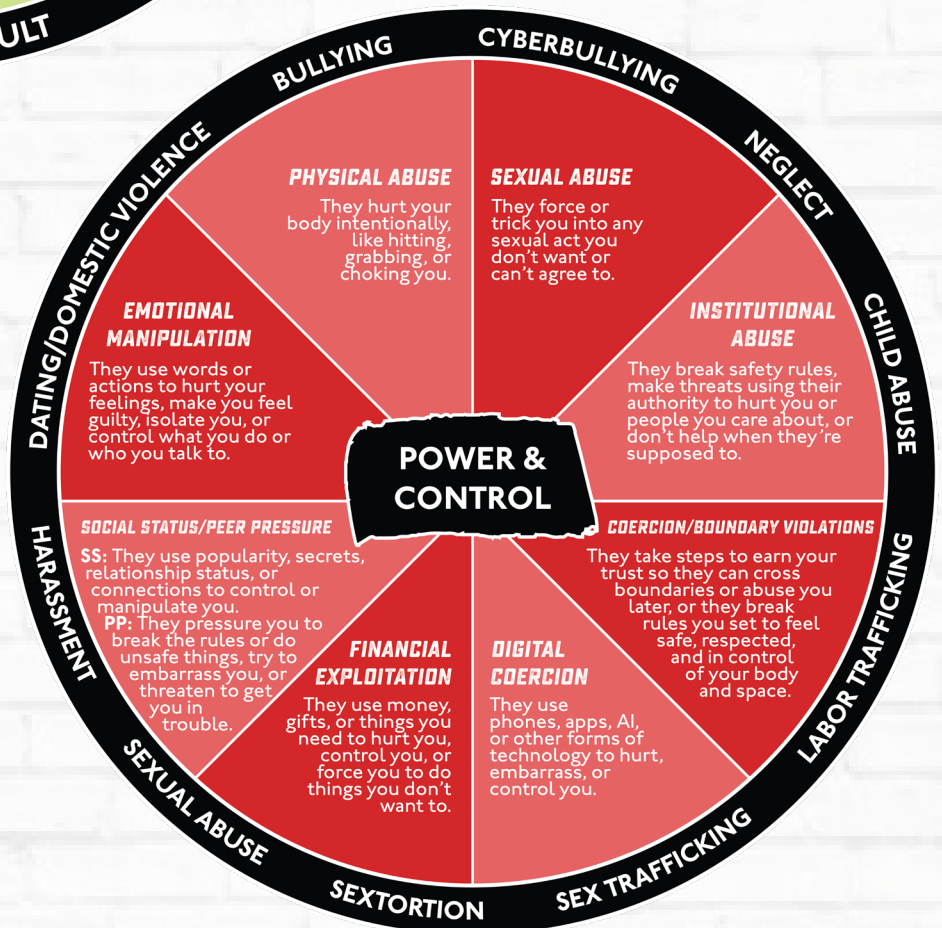 ULT
BULLYING
CYBERBULLYING
NEGLECT
CHILD ABUSE
LABOR TRAFFICKING
SEX TRAFFICKING
SEXTORTION
SEXUAL ABUSE
HARASSMENT
DATING/DOMESTIC VIOLENCE
PHYSICAL ABUSE
They hurt your
body intentionally,
like hitting,
grabbing, or
choking you.
SEXUAL ABUSE
They force or
trick you into any
sexual act you
don't want or
can't agree to.
INSTITUTIONAL
ABUSE
They break safety rules,
make threats using their
authority to hurt you or
people you care about, or
don't help when they're
supposed to.
COERCION/BOUNDARY VIOLATIONS
They take steps to earn your
trust so they can cross
boundaries or abuse you
later, or they break
rules you set to feel
safe, respected,
and in control
of your body
and space.
DIGITAL
COERCION
They use
phones, apps, AI,
or other forms of
technology to hurt,
embarrass, or
control you.
FINANCIAL
EXPLOITATION
They use money,
gifts, or things you
need to hurt you,
control you, or
force you to do
things you don't
want to.
SOCIAL STATUS/PEER PRESSURE
SS: They use popularity, secrets,
relationship status, or
connections to control or
manipulate you.
PP: They pressure you to
break the rules or do
unsafe things, try to
embarrass you, or
threaten to get
you in
trouble.
EMOTIONAL
MANIPULATION
They use words or
actions to hurt your
feelings, make you feel
guilty, isolate you, or
control what you do or
who you talk to.
POWER &
CONTROL